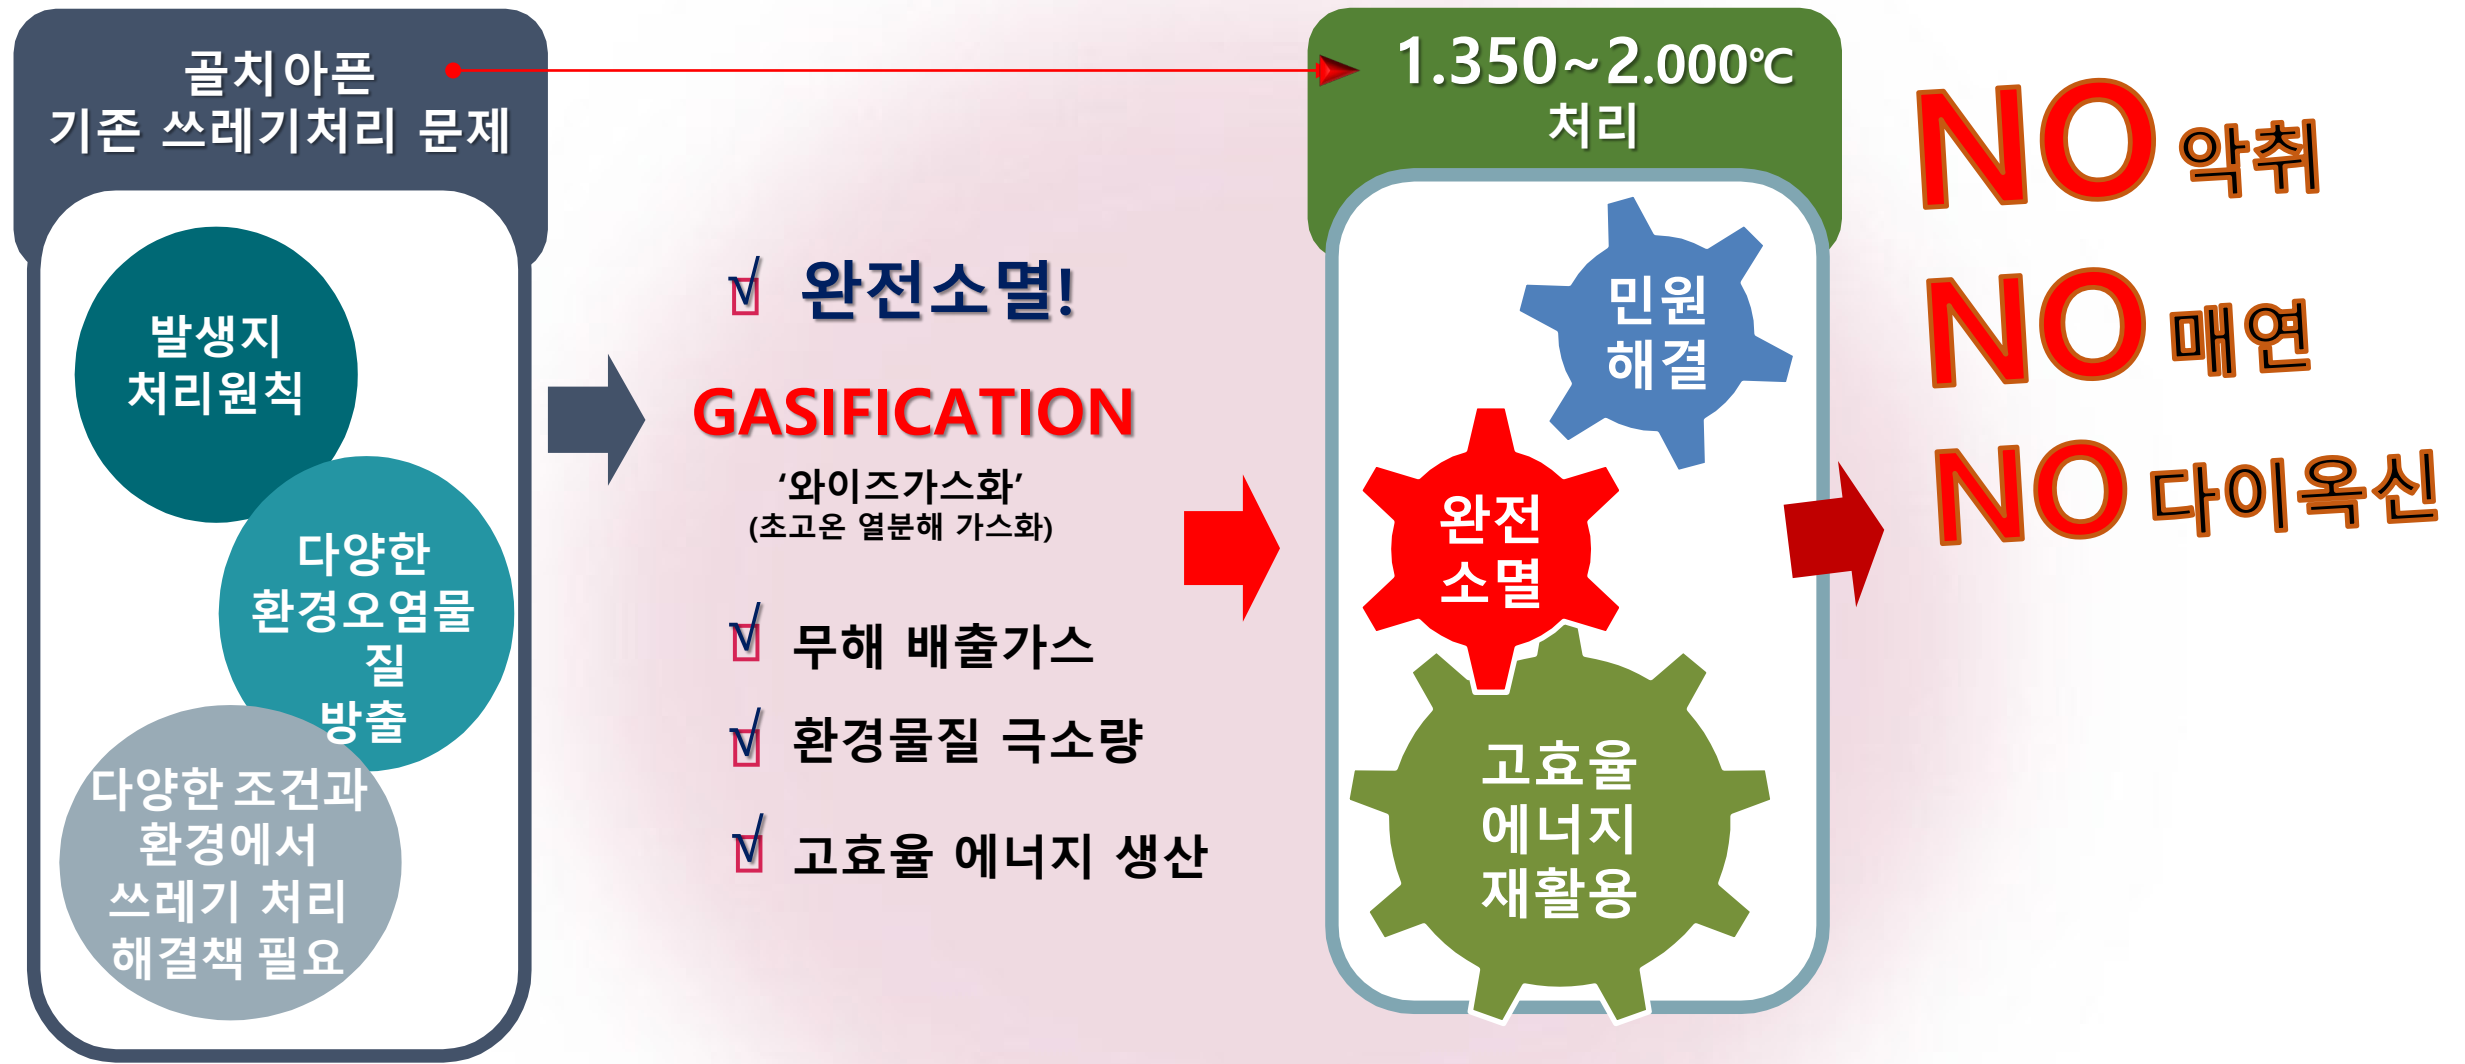 골치아픈
기존 쓰레기처리 문제
발생지
처리원칙
다양한
환경오염물
질
방출
다양한 조건과
환경에서
쓰레기 처리
해결책 필요
√ 완전소멸!
GASIFICATION
‘와이즈가스화’
(초고온 열분해 가스화)
√ 무해 배출가스
√ 환경물질 극소량
√ 고효율 에너지 생산
1.350~2.000℃
처리
민원
해결
완전
소멸
고효율
에너지
재활용
NO 악취
NO 매연
NO 다이옥신